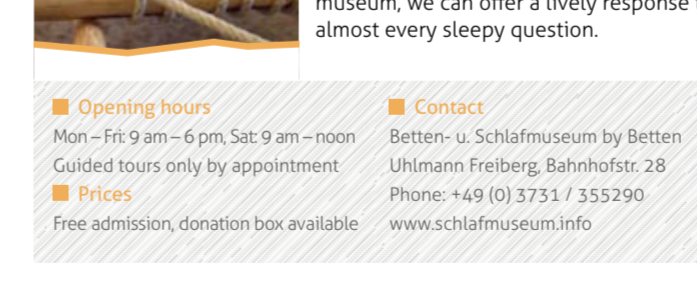 museum, we can offer a lively response
almost every sleepy question.
Opening hours
Mon – Fri: 9 am – 6 pm, Sat: 9 am – noon
Guided tours only by appointment
Prices
Free admission, donation box available
Contact
Betten- u. Schlafmuseum by Betten
Uhlmann Freiberg, Bahnhofstr. 28
Phone: +49 (0) 3731 / 355290
www.schlafmuseum.info